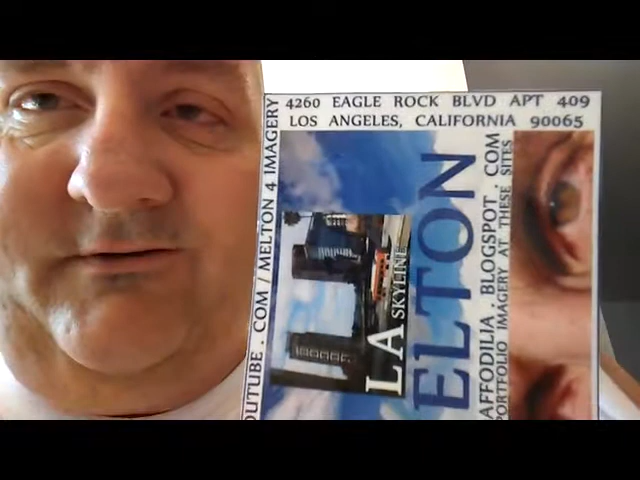 4260 EAGLE ROCK BLVD APT 409
LOS ANGELES, CALIFORNIA 90065
OUTUBE . COM / MELTON 4 IMAGERY
LA
SKYLINE
ELTON
AFFODILIA . BLOGSPOT . COM
PORTFOLIO IMAGERY AT THESE SITES